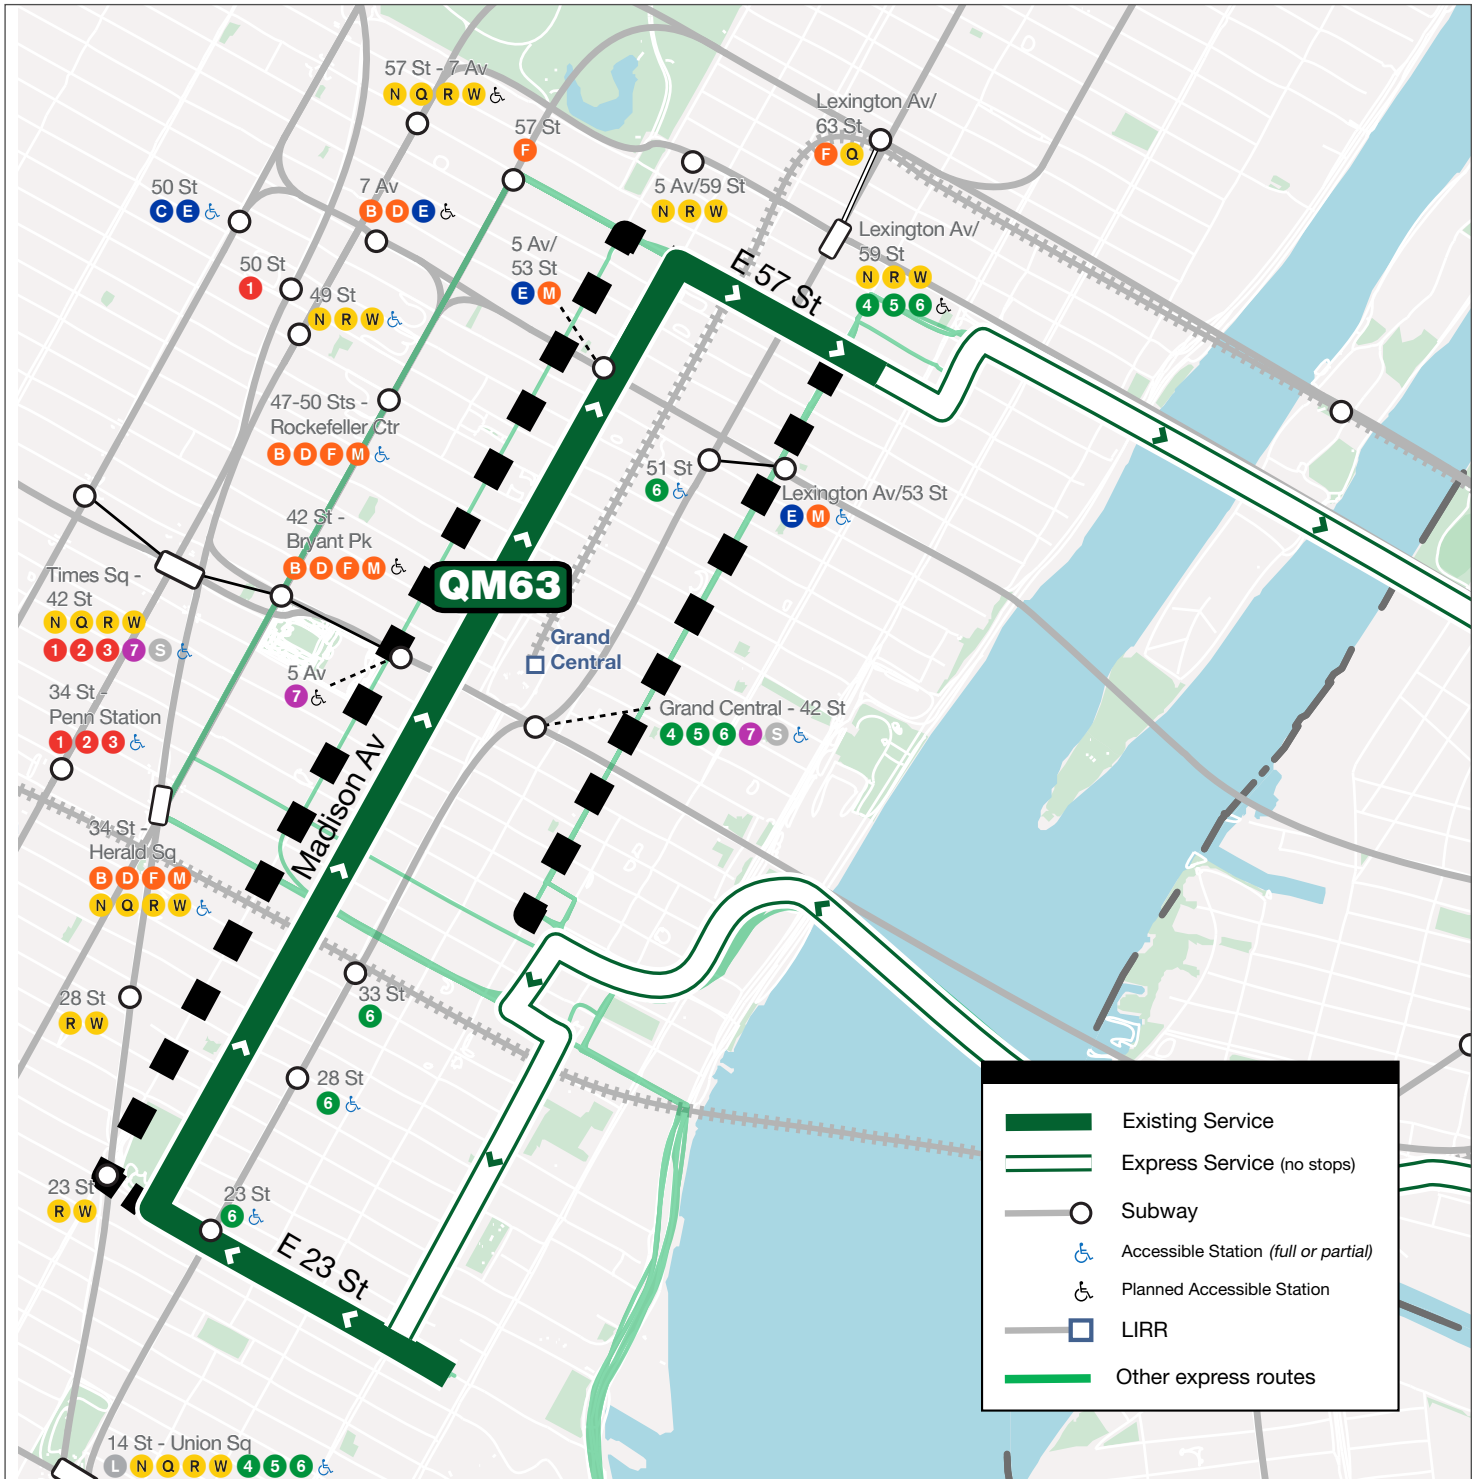 57 St - 7 Av
N Q R W
57 St
F
Lexington Av/
63 St
F Q
50 St
C E
7 Av
B D E
5 Av/59 St
N R W
5 Av/
53 St
E M
Lexington Av/
59 St
N R W
4 5 6
E 57 St
50 St
1
49 St
N R W
47-50 Sts -
Rockefeller Ctr
B D F M
51 St
6
Lexington Av/53 St
E M
42 St -
Bryant Pk
B D F M
QM63
Times Sq -
42 St
N Q R W
1 2 3 7 S
Grand
Central
5 Av
7
34 St -
Penn Station
1 2 3
Grand Central - 42 St
4 5 6 7 S
Madison Av
34 St -
Herald Sq
B D F M
N Q R W
28 St
R W
33 St
6
28 St
6
23 St
R W
23 St
6
E 23 St
14 St - Union Sq
L N Q R W 4 5 6
Existing Service
Express Service (no stops)
Subway
Accessible Station (full or partial)
Planned Accessible Station
LIRR
Other express routes